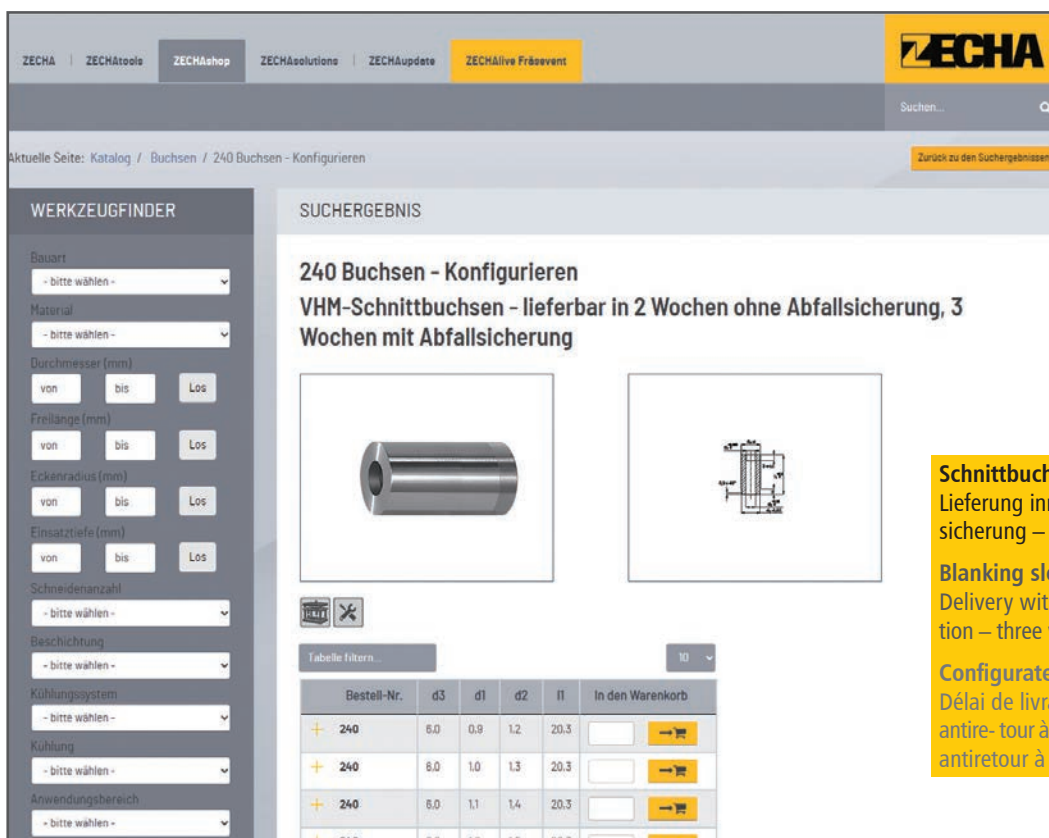 ZECHA
ZECHAtools
ZECHAshop
ZECHAsolutions
ZECHAupdate
ZECHAlive Fräsevent
ZECHA
Suchen...
Aktuelle Seite: Katalog / Buchsen / 240 Buchsen - Konfigurieren
Zurück zu den Suchergebnissen
WERKZEUGFINDER
Bauart
- bitte wählen -
Material
- bitte wählen -
Durchmesser (mm)
von bis Los
Freilänge (mm)
von bis Los
Eckenradius (mm)
von bis Los
Einsatztiefe (mm)
von bis Los
Schneidenanzahl
- bitte wählen -
Beschichtung
- bitte wählen -
Kühlungssystem
- bitte wählen -
Kühlung
- bitte wählen -
Anwendungsbereich
- bitte wählen -
SUCHERGEBNIS
240 Buchsen - Konfigurieren
VHM-Schnittbuchsen - lieferbar in 2 Wochen ohne Abfallsicherung, 3
Wochen mit Abfallsicherung
Tabelle filtern...
10
Bestell-Nr. d3 d1 d2 l1 In den Warenkorb
240 6.0 0.9 1.2 20.3
240 6.0 1.0 1.3 20.3
240 6.0 1.1 1.4 20.3
Schnittbuch
Lieferung in
sicherung –
Blanking sl
Delivery wit
tion – three
Configurate
Délai de livr
antire- tour à
antiretour à